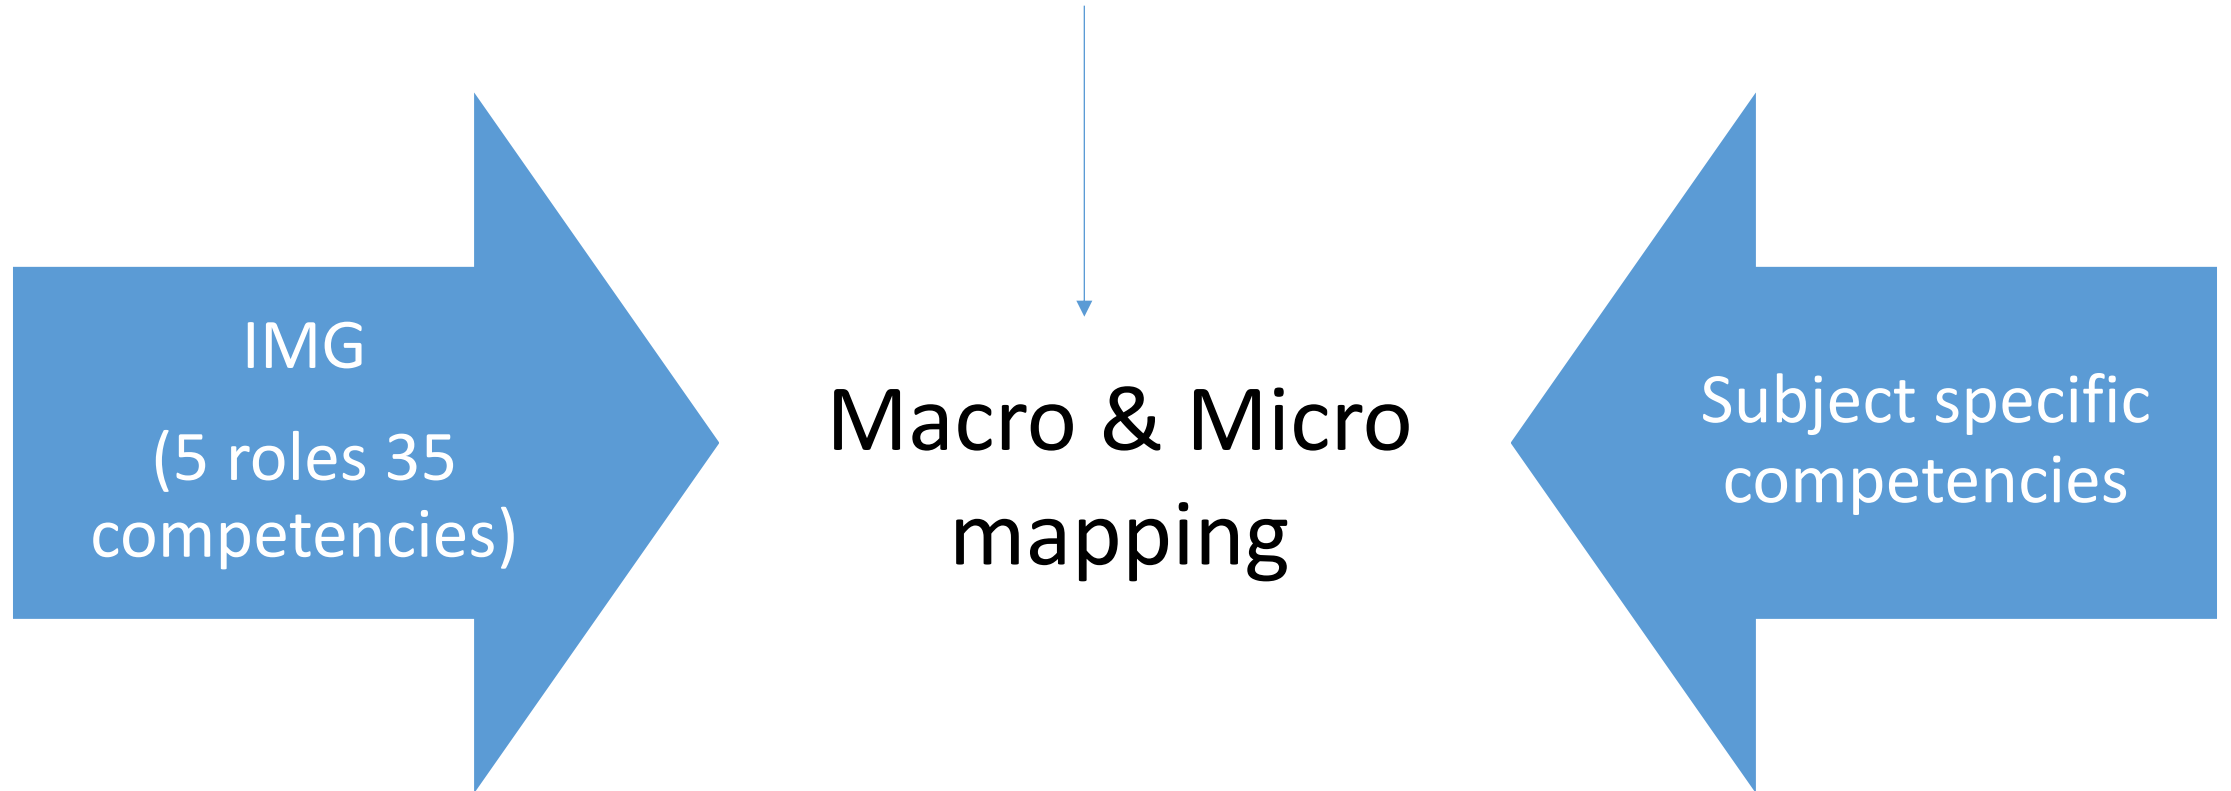 IMG
(5 roles 35
competencies)
Macro & Micro
mapping
Subject specific
competencies